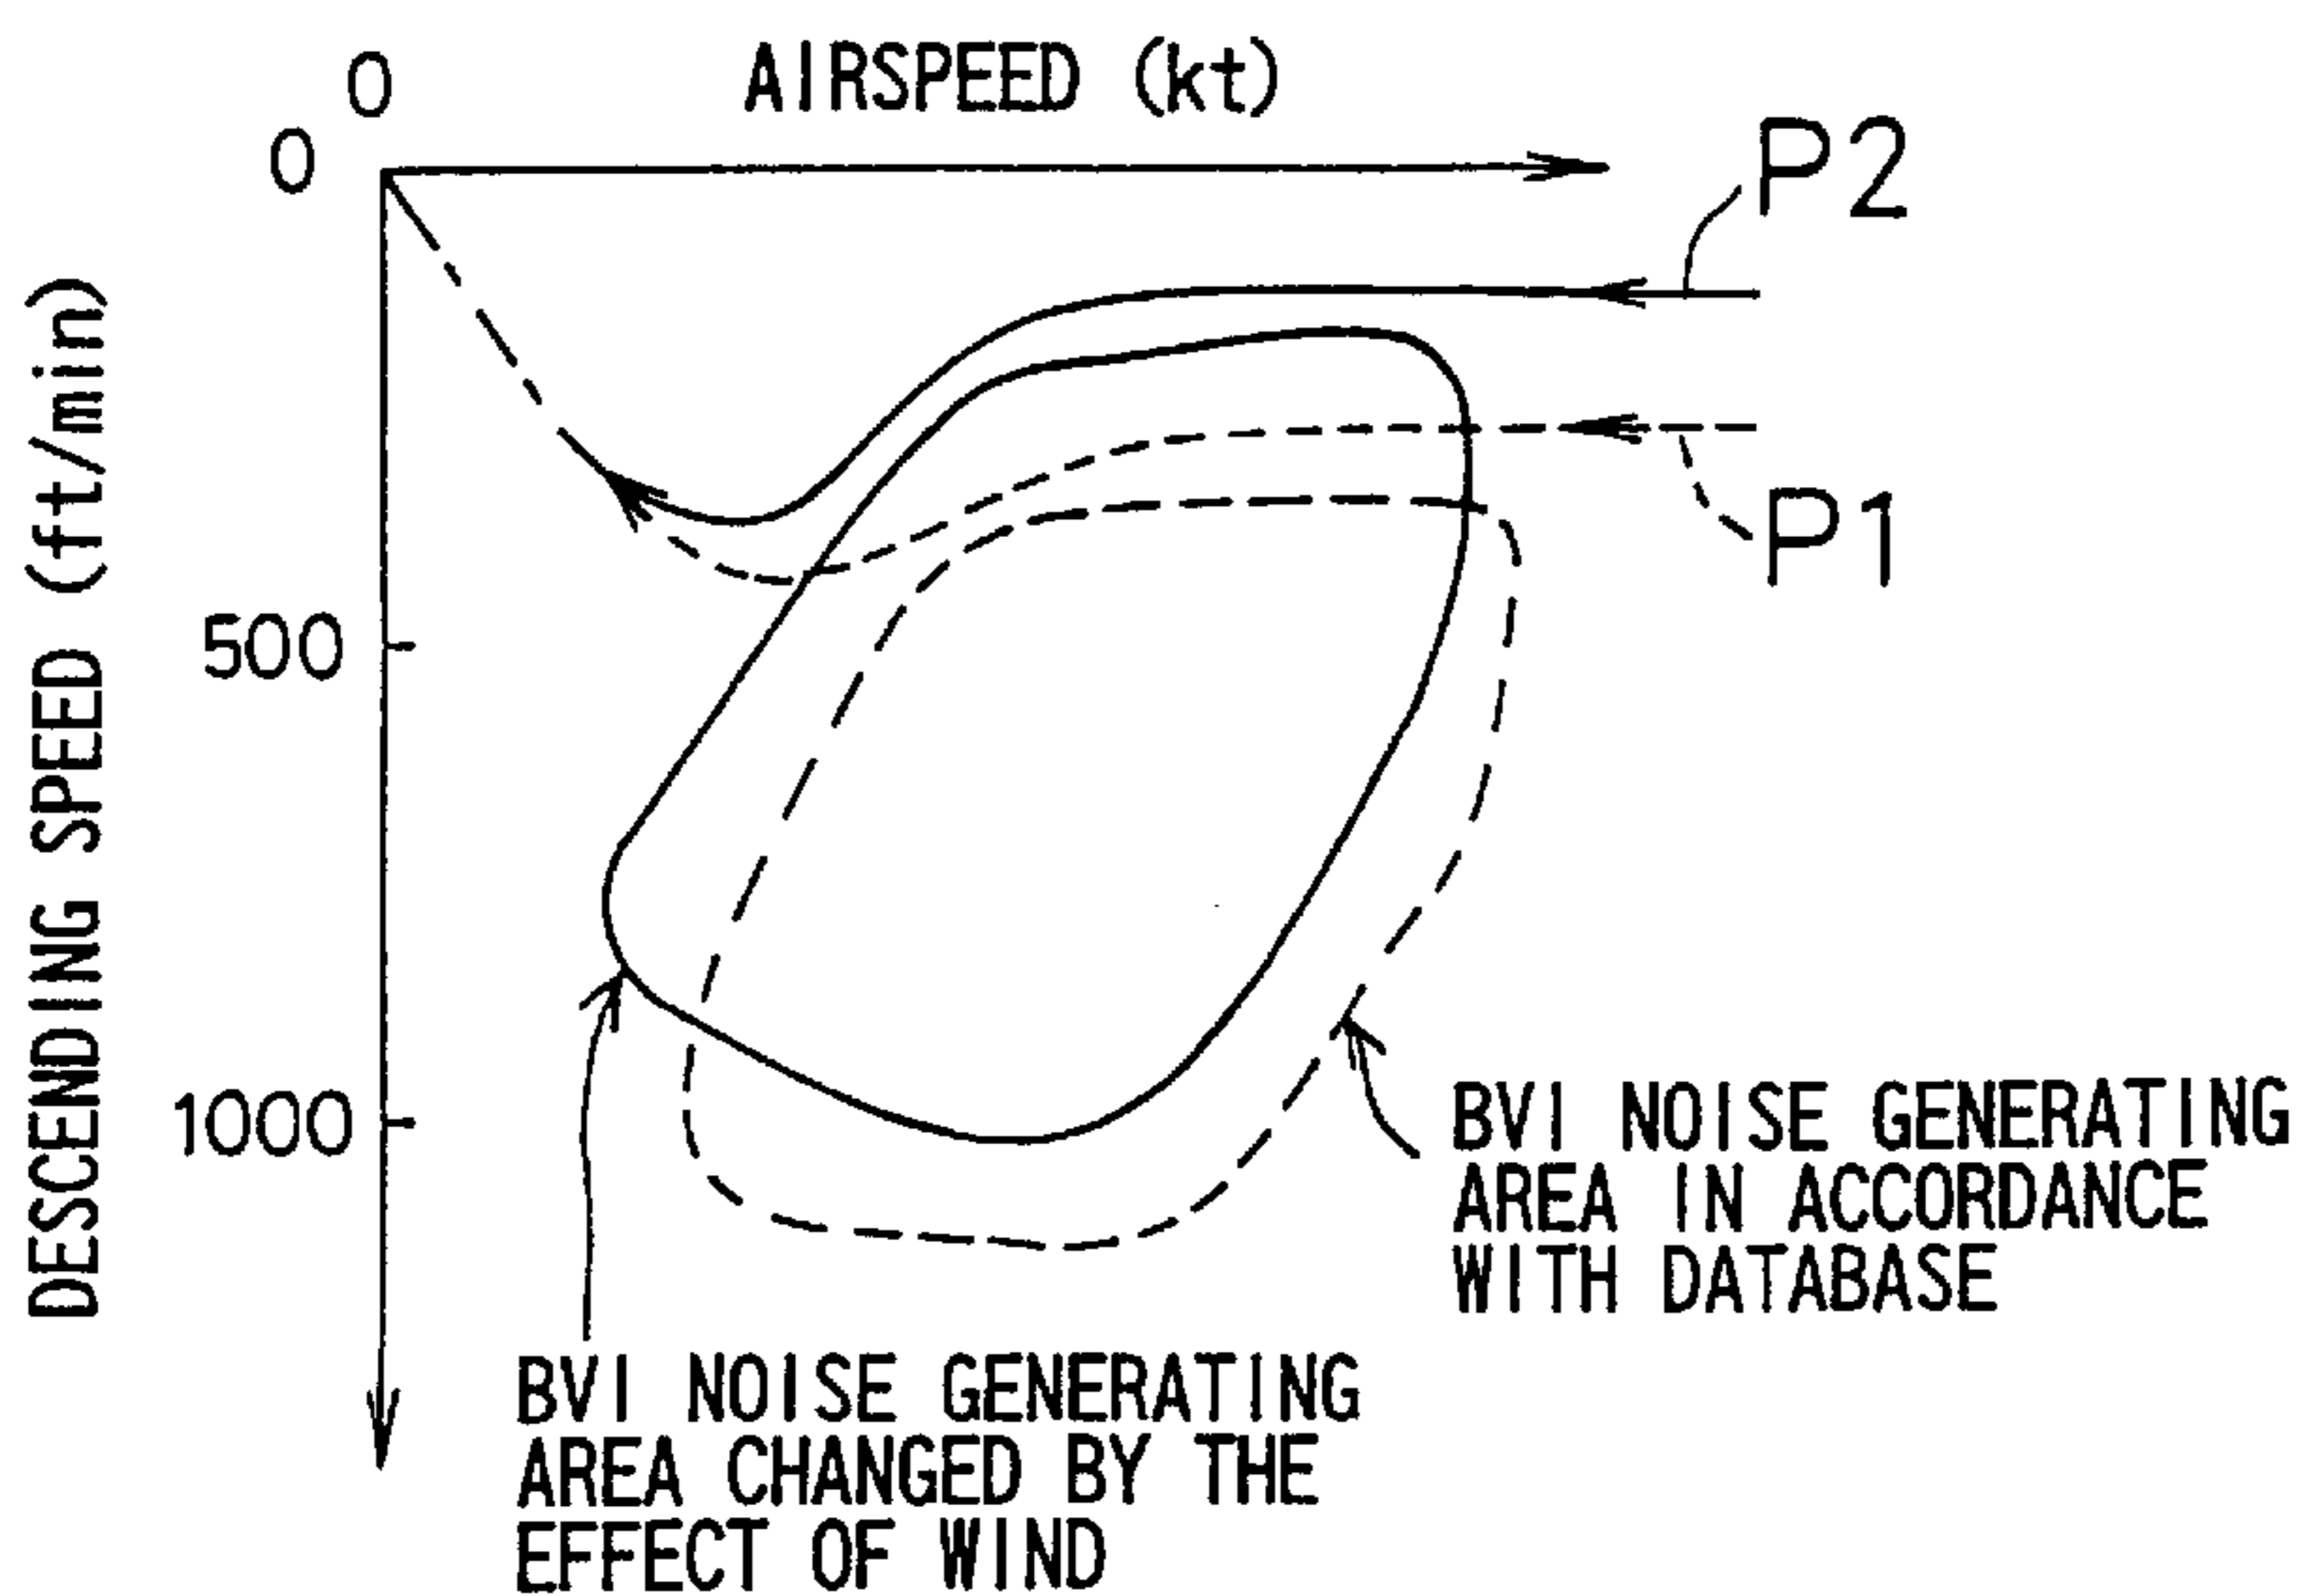 0
AIRSPEED (kt)
0
P2
P1
DESCENDING SPEED (ft/min)
500
1000
BVI NOISE GENERATING
AREA IN ACCORDANCE
WITH DATABASE
BVI NOISE GENERATING
AREA CHANGED BY THE
EFFECT OF WIND